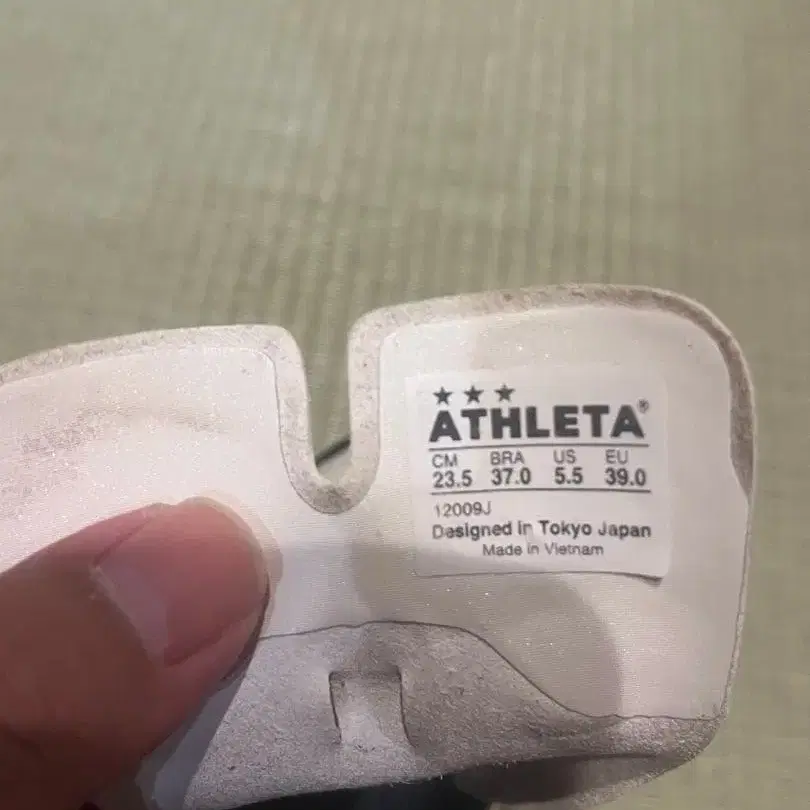 ★★★
ATHLETA®
CM BRA US EU
23.5 37.0 5.5 39.0
12009J
Designed in Tokyo Japan
Made in Vietnam